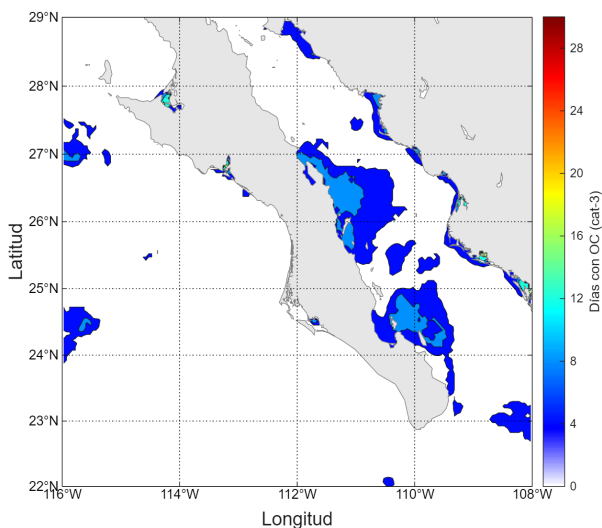 29°N
28°N
27°N
26°N
25°N
24°N
23°N
22°N
116°W
114°W
112°W
110°W
108°W
Latitud
Longitud
28
24
20
16
12
8
4
0
Días con OC (cat-3)